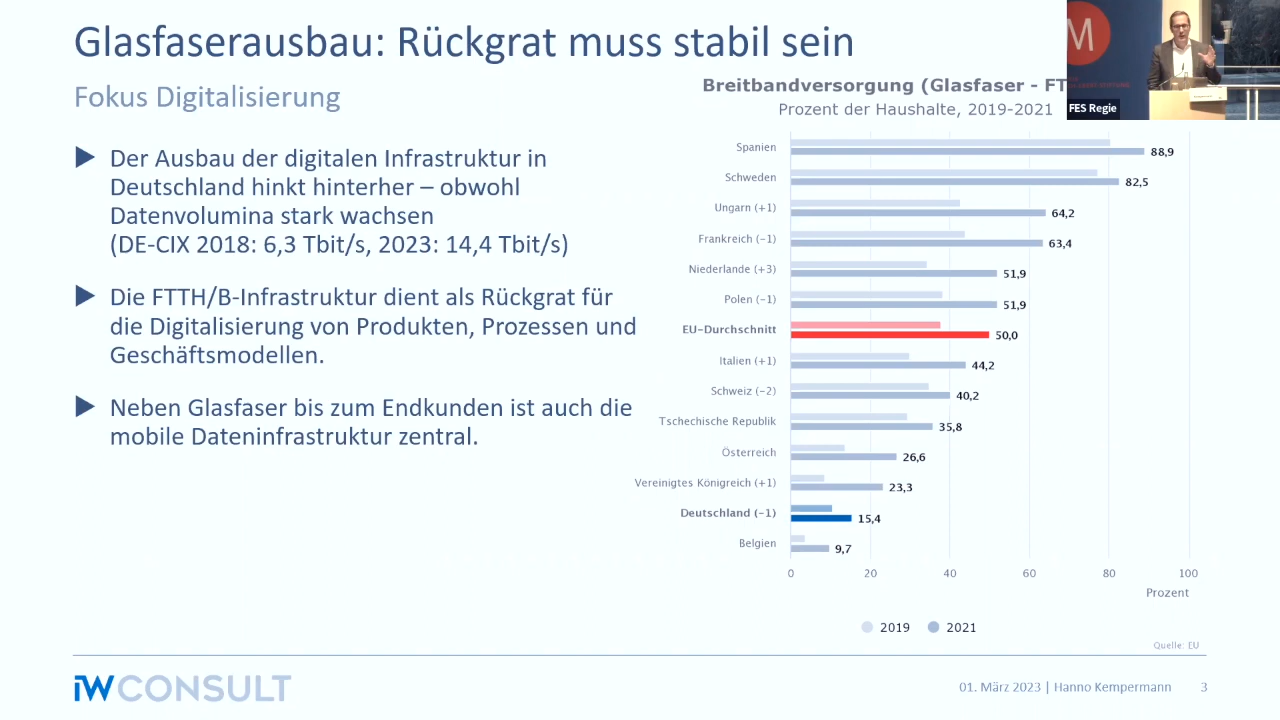 Glasfaserausbau: Rückgrat muss stabil sein
Fokus Digitalisierung
▶ Der Ausbau der digitalen Infrastruktur in
Deutschland hinkt hinterher – obwohl
Datenvolumina stark wachsen
(DE-CIX 2018: 6,3 Tbit/s, 2023: 14,4 Tbit/s)
▶ Die FTTH/B-Infrastruktur dient als Rückgrat für
die Digitalisierung von Produkten, Prozessen und
Geschäftsmodellen.
▶ Neben Glasfaser bis zum Endkunden ist auch die
mobile Dateninfrastruktur zentral.
Breitbandversorgung (Glasfaser - FT
Prozent der Haushalte, 2019-2021
Spanien 88,9
Schweden 82,5
Ungarn (+1) 64,2
Frankreich (-1) 63,4
Niederlande (+3) 51,9
Polen (-1) 51,9
EU-Durchschnitt 50,0
Italien (+1) 44,2
Schweiz (-2) 40,2
Tschechische Republik 35,8
Österreich 26,6
Vereinigtes Königreich (+1) 23,3
Deutschland (-1) 15,4
Belgien 9,7
0 20 40 60 80 100
Prozent
2019 2021
Quelle: EU
M
FES Regie
iW CONSULT
01. März 2023 | Hanno Kempermann 3